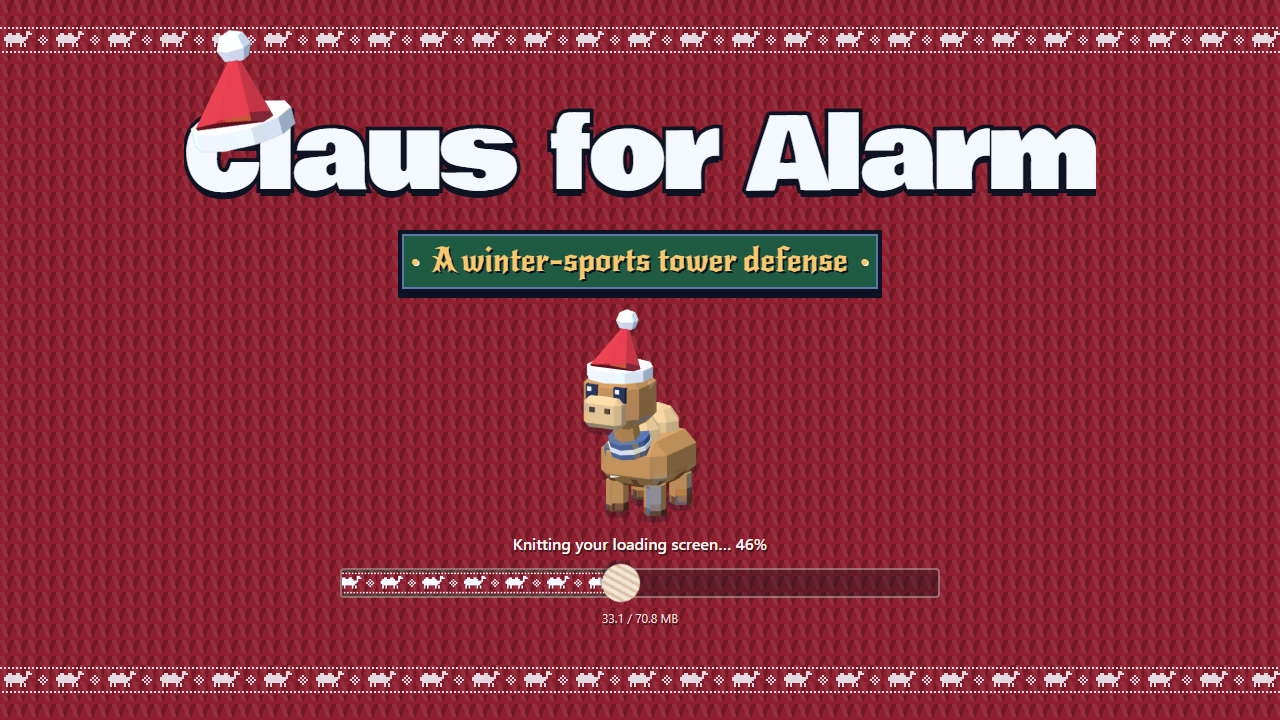 Claus for Alarm
• A winter-sports tower defense •
Knitting your loading screen... 46%
33.1 / 70.8 MB